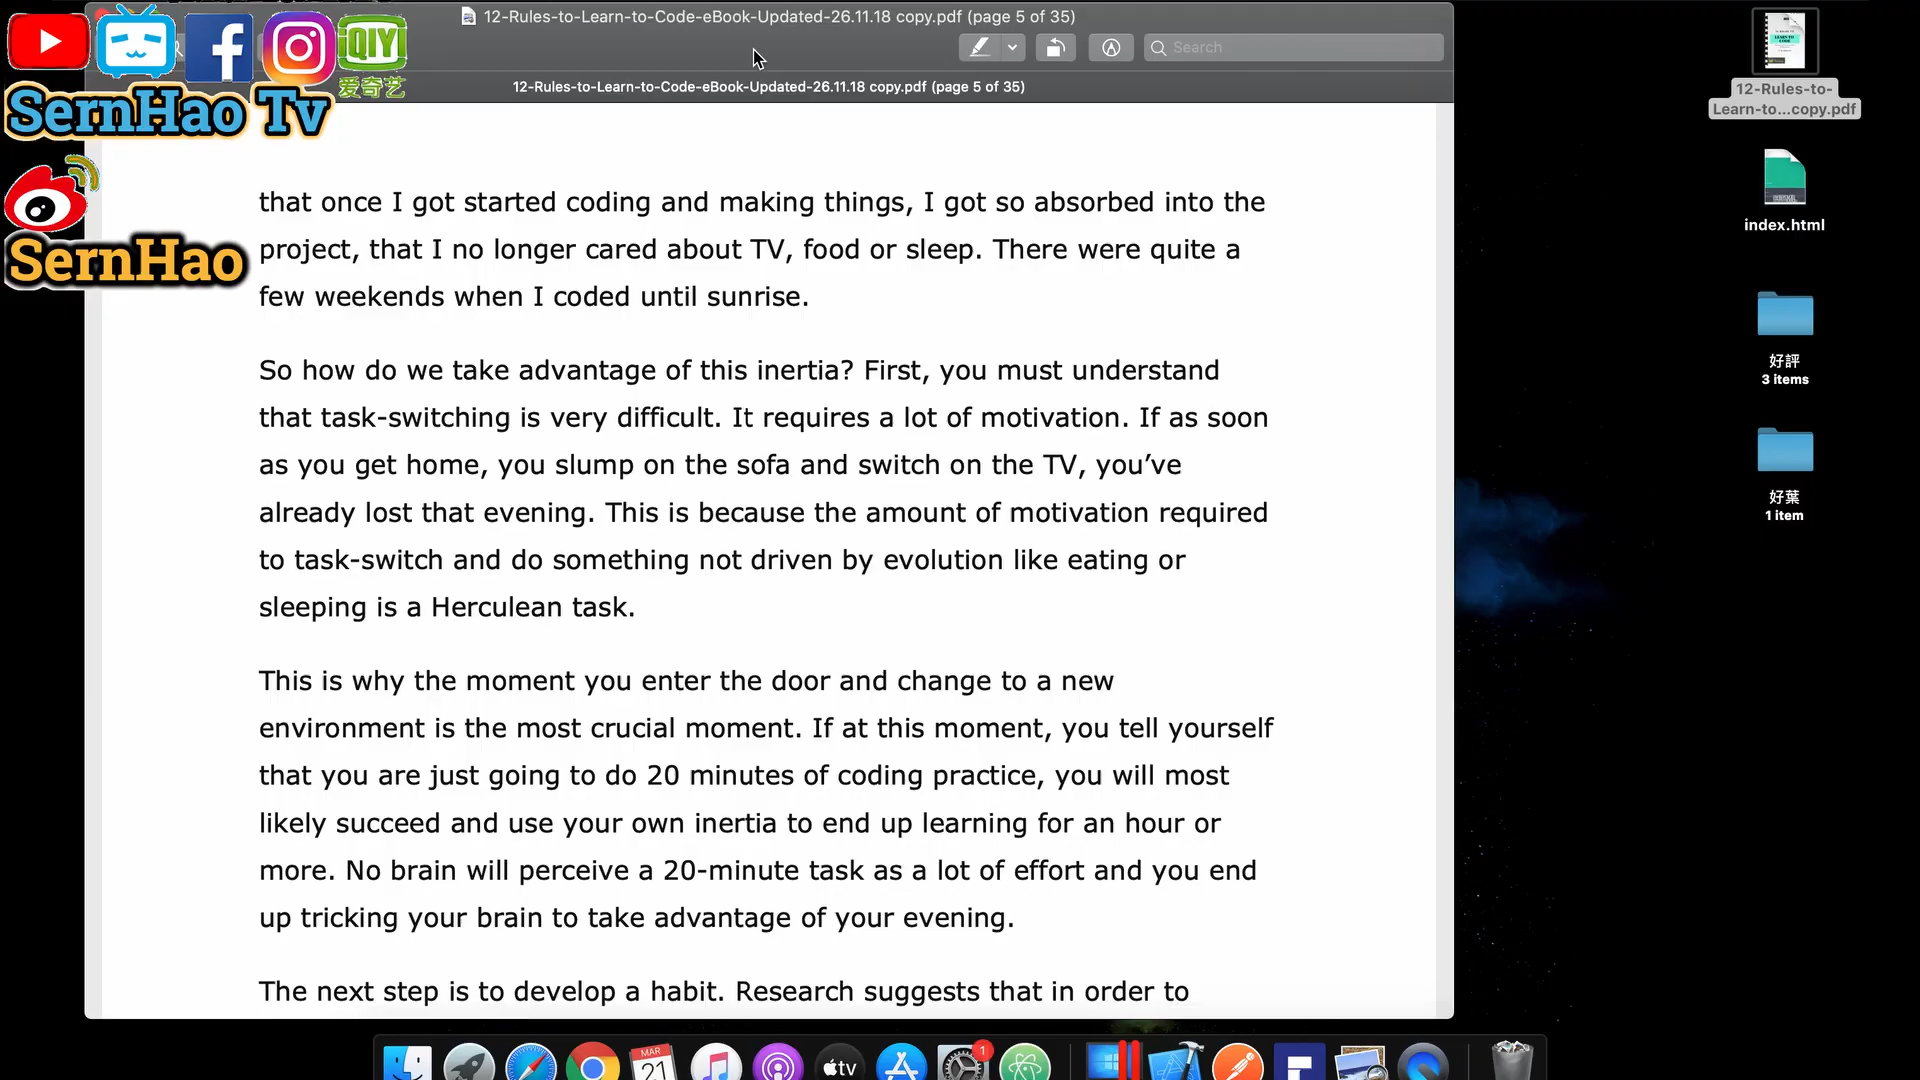 12-Rules-to-Learn-to-Code-eBook-Updated-26.11.18 copy.pdf (page 5 of 35)
Search
12-Rules-to-Learn-to-Code-eBook-Updated-26.11.18 copy.pdf (page 5 of 35)
iQIYI
爱奇艺
SernHao Tv
SernHao
that once I got started coding and making things, I got so absorbed into the
project, that I no longer cared about TV, food or sleep. There were quite a
few weekends when I coded until sunrise.
So how do we take advantage of this inertia? First, you must understand
that task-switching is very difficult. It requires a lot of motivation. If as soon
as you get home, you slump on the sofa and switch on the TV, you’ve
already lost that evening. This is because the amount of motivation required
to task-switch and do something not driven by evolution like eating or
sleeping is a Herculean task.
This is why the moment you enter the door and change to a new
environment is the most crucial moment. If at this moment, you tell yourself
that you are just going to do 20 minutes of coding practice, you will most
likely succeed and use your own inertia to end up learning for an hour or
more. No brain will perceive a 20-minute task as a lot of effort and you end
up tricking your brain to take advantage of your evening.
The next step is to develop a habit. Research suggests that in order to
12-Rules-to-
Learn-to...copy.pdf
index.html
好評
3 items
好葉
1 item
MAR
21
tv
1